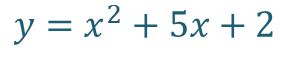 y = x² + 5x + 2